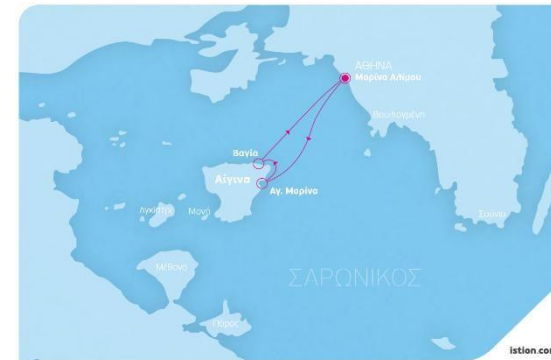 ΑΘΗΝΑ
Μαρίνα Αλίμου
Βουλιαγμένη
Βαγία
Αίγινα
Αγ. Μαρίνα
Αγκίστρι
Μονή
Σούνιο
Μέθανα
ΣΑΡΩΝΙΚΟΣ
Πόρος
istion.com